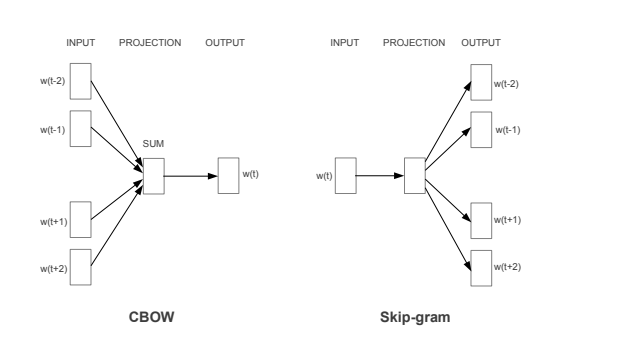 INPUT PROJECTION OUTPUT
w(t-2)
w(t-1)
SUM
w(t)
w(t+1)
w(t+2)
CBOW
INPUT PROJECTION OUTPUT
w(t-2)
w(t-1)
w(t)
w(t+1)
w(t+2)
Skip-gram